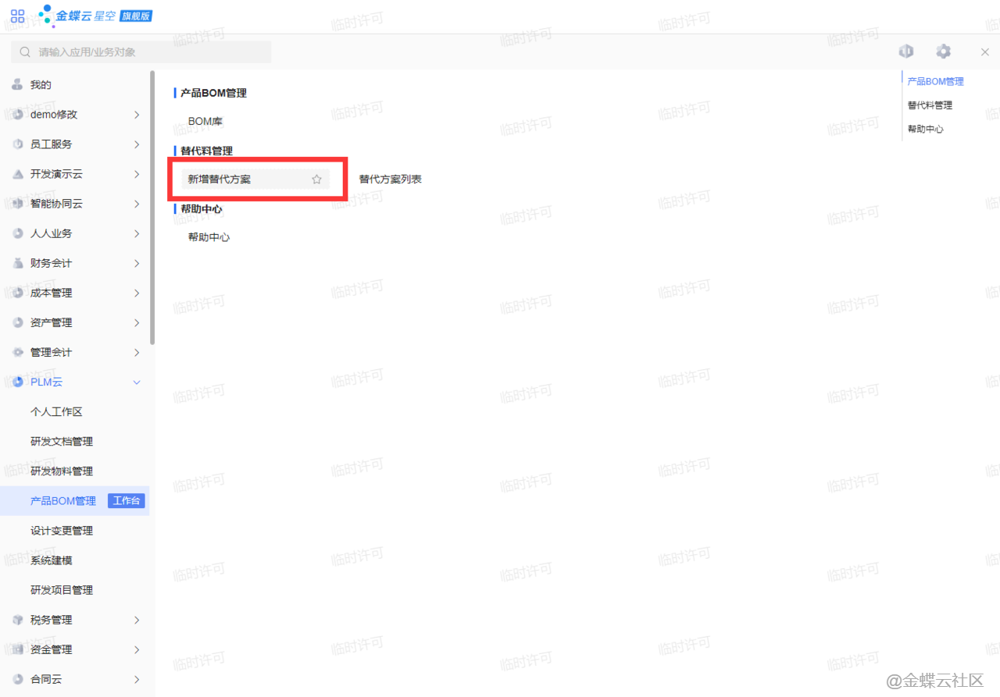 金蝶云 星空 旗舰版
请输入应用/业务对象
我的
demo修改
员工服务
开发演示云
智能协同云
人人业务
财务会计
成本管理
资产管理
管理会计
PLM云
个人工作区
研发文档管理
研发物料管理
产品BOM管理 工作台
设计变更管理
系统建模
研发项目管理
税务管理
资金管理
合同云
产品BOM管理
BOM库
替代料管理
新增替代方案 替代方案列表
帮助中心
帮助中心
产品BOM管理
替代料管理
帮助中心
临时许可
@金蝶云社区